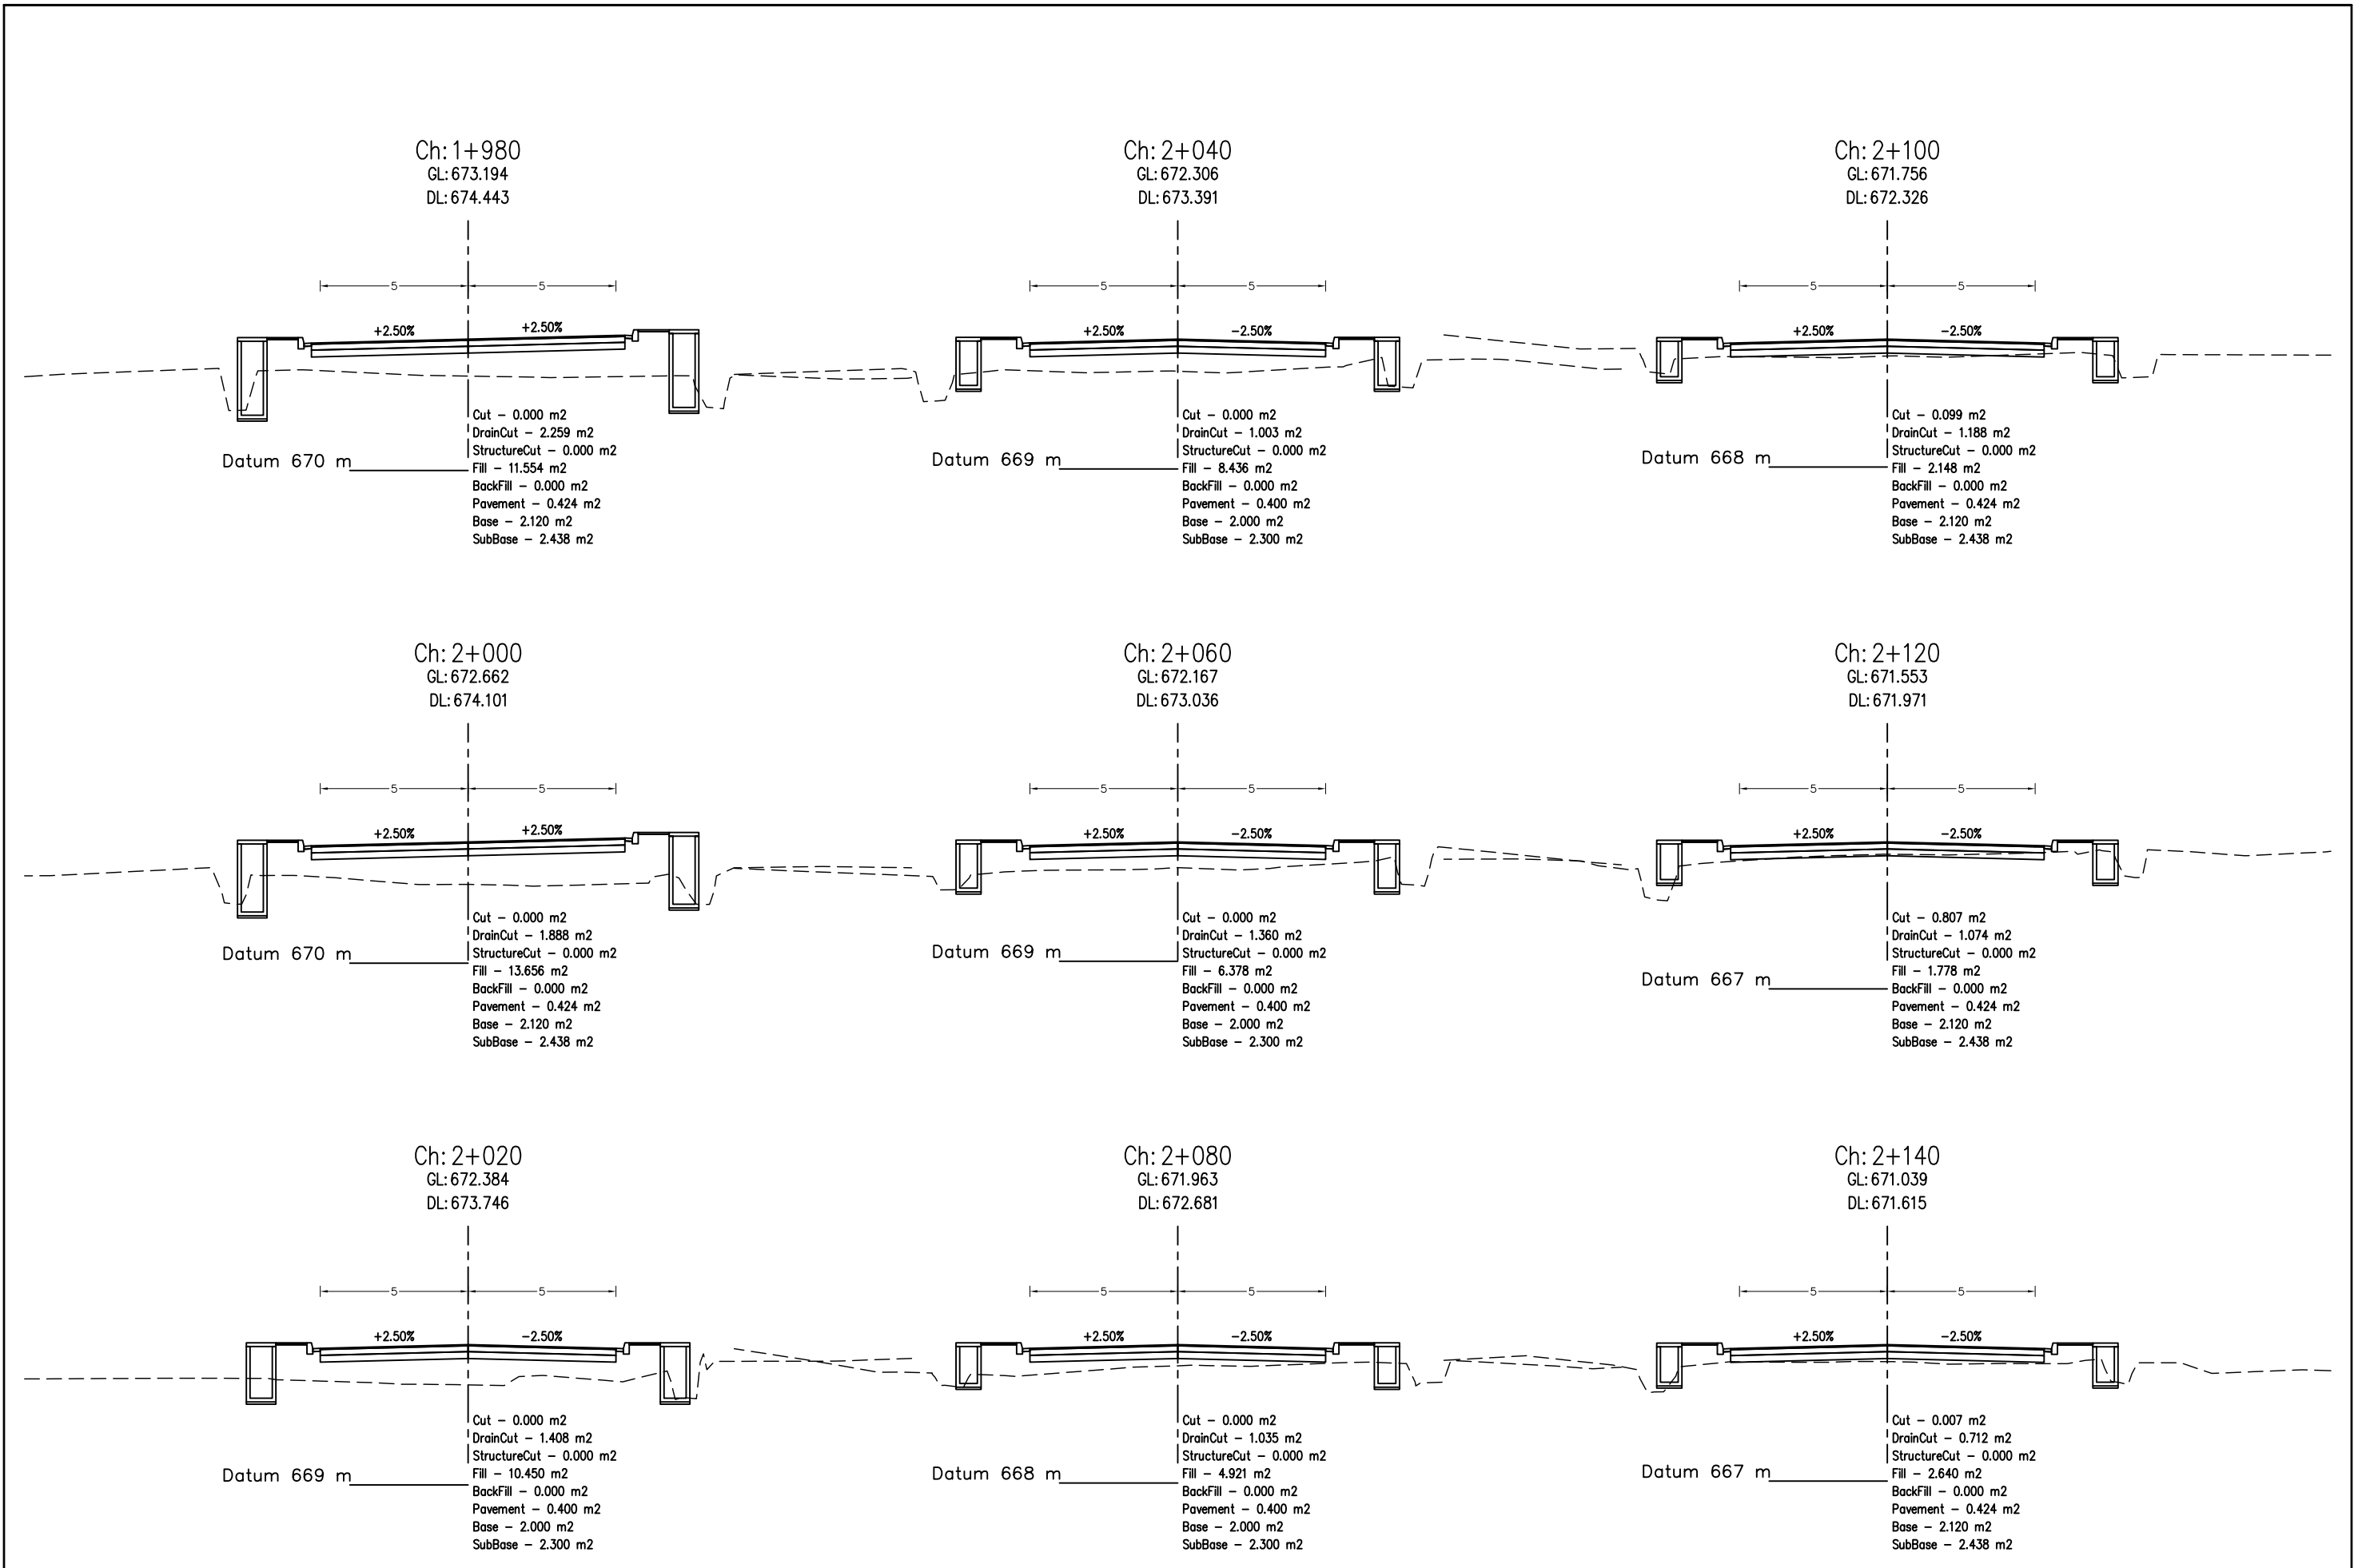 Ch: 1+980
GL: 673.194
DL: 674.443
5 5
+2.50% +2.50%
Cut - 0.000 m2
DrainCut - 2.259 m2
StructureCut - 0.000 m2
Datum 670 m
Fill - 11.554 m2
BackFill - 0.000 m2
Pavement - 0.424 m2
Base - 2.120 m2
SubBase - 2.438 m2
Ch: 2+040
GL: 672.306
DL: 673.391
5 5
+2.50% -2.50%
Cut - 0.000 m2
DrainCut - 1.003 m2
StructureCut - 0.000 m2
Datum 669 m
Fill - 8.436 m2
BackFill - 0.000 m2
Pavement - 0.400 m2
Base - 2.000 m2
SubBase - 2.300 m2
Ch: 2+100
GL: 671.756
DL: 672.326
5 5
+2.50% -2.50%
Cut - 0.099 m2
DrainCut - 1.188 m2
StructureCut - 0.000 m2
Datum 668 m
Fill - 2.148 m2
BackFill - 0.000 m2
Pavement - 0.424 m2
Base - 2.120 m2
SubBase - 2.438 m2
Ch: 2+000
GL: 672.662
DL: 674.101
5 5
+2.50% +2.50%
Cut - 0.000 m2
DrainCut - 1.888 m2
Datum 670 m
StructureCut - 0.000 m2
Fill - 13.656 m2
BackFill - 0.000 m2
Pavement - 0.424 m2
Base - 2.120 m2
SubBase - 2.438 m2
Ch: 2+060
GL: 672.167
DL: 673.036
5 5
+2.50% -2.50%
Cut - 0.000 m2
DrainCut - 1.360 m2
Datum 669 m
StructureCut - 0.000 m2
Fill - 6.378 m2
BackFill - 0.000 m2
Pavement - 0.400 m2
Base - 2.000 m2
SubBase - 2.300 m2
Ch: 2+120
GL: 671.553
DL: 671.971
5 5
+2.50% -2.50%
Cut - 0.807 m2
DrainCut - 1.074 m2
StructureCut - 0.000 m2
Fill - 1.778 m2
Datum 667 m
BackFill - 0.000 m2
Pavement - 0.424 m2
Base - 2.120 m2
SubBase - 2.438 m2
Ch: 2+020
GL: 672.384
DL: 673.746
5 5
+2.50% -2.50%
Cut - 0.000 m2
DrainCut - 1.408 m2
StructureCut - 0.000 m2
Datum 669 m
Fill - 10.450 m2
BackFill - 0.000 m2
Pavement - 0.400 m2
Base - 2.000 m2
SubBase - 2.300 m2
Ch: 2+080
GL: 671.963
DL: 672.681
5 5
+2.50% -2.50%
Cut - 0.000 m2
DrainCut - 1.035 m2
StructureCut - 0.000 m2
Datum 668 m
Fill - 4.921 m2
BackFill - 0.000 m2
Pavement - 0.400 m2
Base - 2.000 m2
SubBase - 2.300 m2
Ch: 2+140
GL: 671.039
DL: 671.615
5 5
+2.50% -2.50%
Cut - 0.007 m2
DrainCut - 0.712 m2
StructureCut - 0.000 m2
Datum 667 m
Fill - 2.640 m2
BackFill - 0.000 m2
Pavement - 0.424 m2
Base - 2.120 m2
SubBase - 2.438 m2